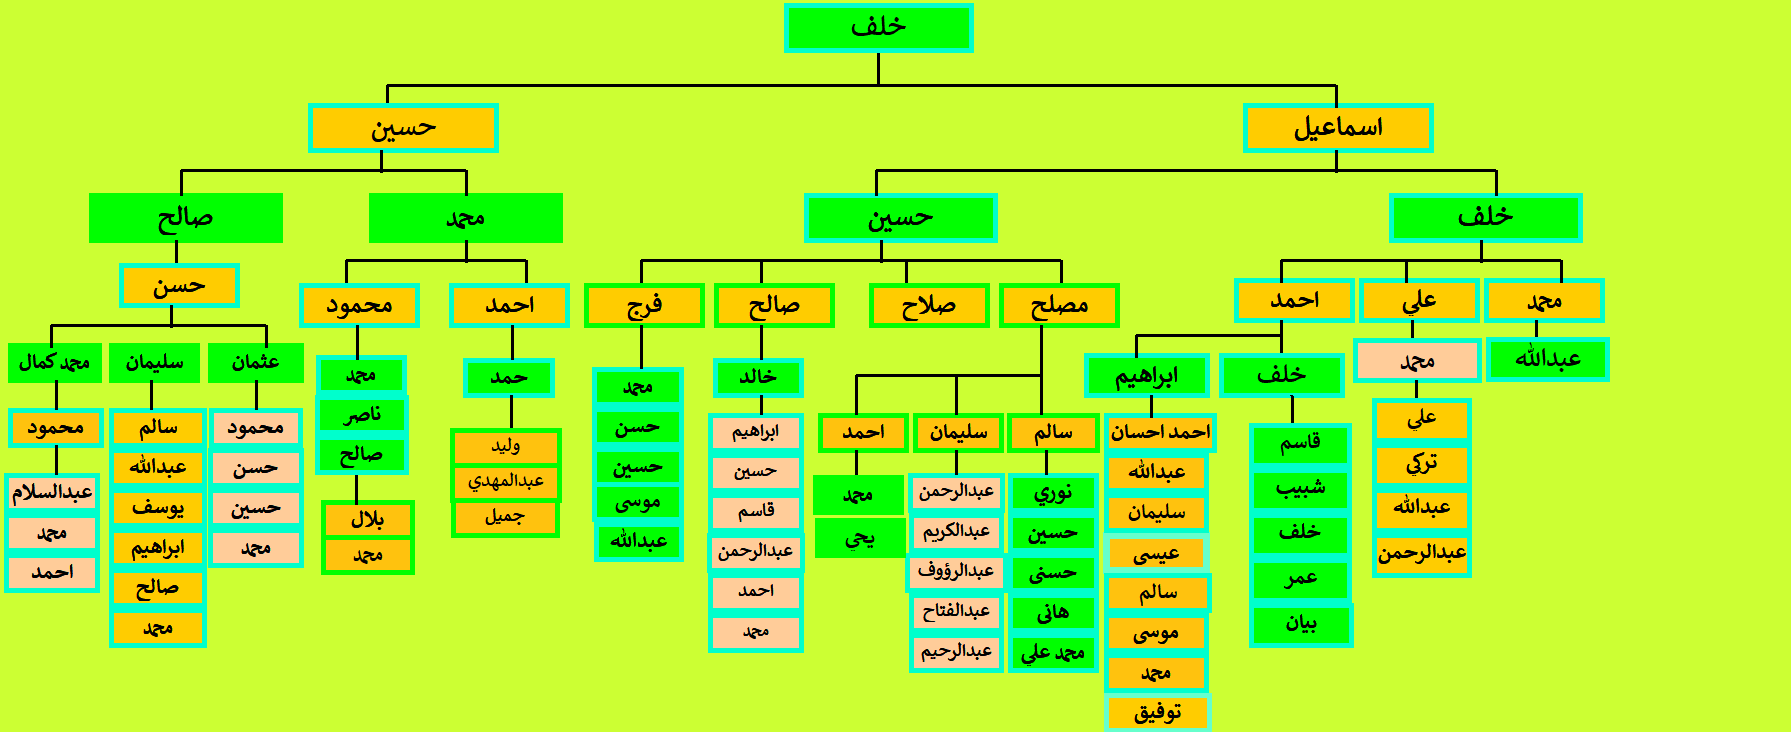 خلف
اسماعيل
حسين
خلف
حسين
محمد
صالح
محمد
علي
احمد
مصلح
صلاح
صالح
فرج
احمد
محمود
حسن
عبدالله
محمد
خلف
ابراهيم
خالد
حمد
عثمان
سليمان
محمد كمال
علي
تركي
عبدالله
عبدالرحمن
قاسم
شبيب
خلف
عمر
بيان
احمد احسان
عبدالله
سليمان
عيسى
سالم
موسى
محمد
توفيق
سالم
سليمان
احمد
نوري
حسين
حسنى
هانى
محمد علي
عبدالرحمن
عبدالكريم
عبدالرؤوف
عبدالفتاح
عبدالرحيم
محمد
يحي
ابراهيم
حسين
قاسم
عبدالرحمن
احمد
محمد
محمد
حسن
حسين
موسى
عبدالله
وليد
عبدالمهدي
جميل
محمد
ناصر
صالح
بلال
محمد
محمود
حسن
حسين
محمد
سالم
عبدالله
يوسف
ابراهيم
صالح
محمد
محمود
عبدالسلام
محمد
احمد